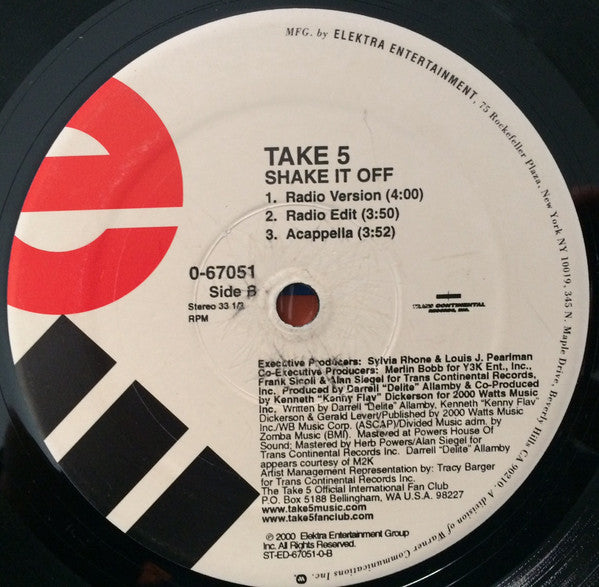 MFG. by ELEKTRA ENTERTAINMENT, 75 Rockefeller Plaza, New York NY 10019, 345 N. Maple Drive, Beverly Hills CA 90210. A division of Warner Communications Inc.
TAKE 5
SHAKE IT OFF
1. Radio Version (4:00)
2. Radio Edit (3:50)
3. Acappella (3:52)
0-67051
Side B
Stereo 33 1/3
RPM
TRANS CONTINENTAL
RECORDS, INC.
Executive Producers: Sylvia Rhone & Louis J. Pearlman
Co-Executive Producers: Merlin Bobb for Y3K Ent., Inc.,
Frank Sicoli & Alan Siegel for Trans Continental Records,
Inc. Produced by Darrell "Delite" Allamby & Co-Produced
by Kenneth "Kenny Flav" Dickerson for 2000 Watts Music
Inc. Written by Darrell "Delite" Allamby, Kenneth "Kenny Flav"
Dickerson & Gerald Levert/Published by 2000 Watts Music
Inc./WB Music Corp. (ASCAP)/Divided Music adm. by
Zomba Music (BMI). Mastered at Powers House Of
Sound; Mastered by Herb Powers/Alan Siegel for
Trans Continental Records Inc. Darrell "Delite" Allamby
appears courtesy of M2K
Artist Management Representation by: Tracy Barger
for Trans Continental Records Inc.
The Take 5 Official International Fan Club
P.O. Box 5188 Bellingham, WA U.S.A. 98227
www.take5music.com
www.take5fanclub.com
℗ 2000 Elektra Entertainment Group
Inc. All Rights Reserved.
ST-ED-67051-0-B